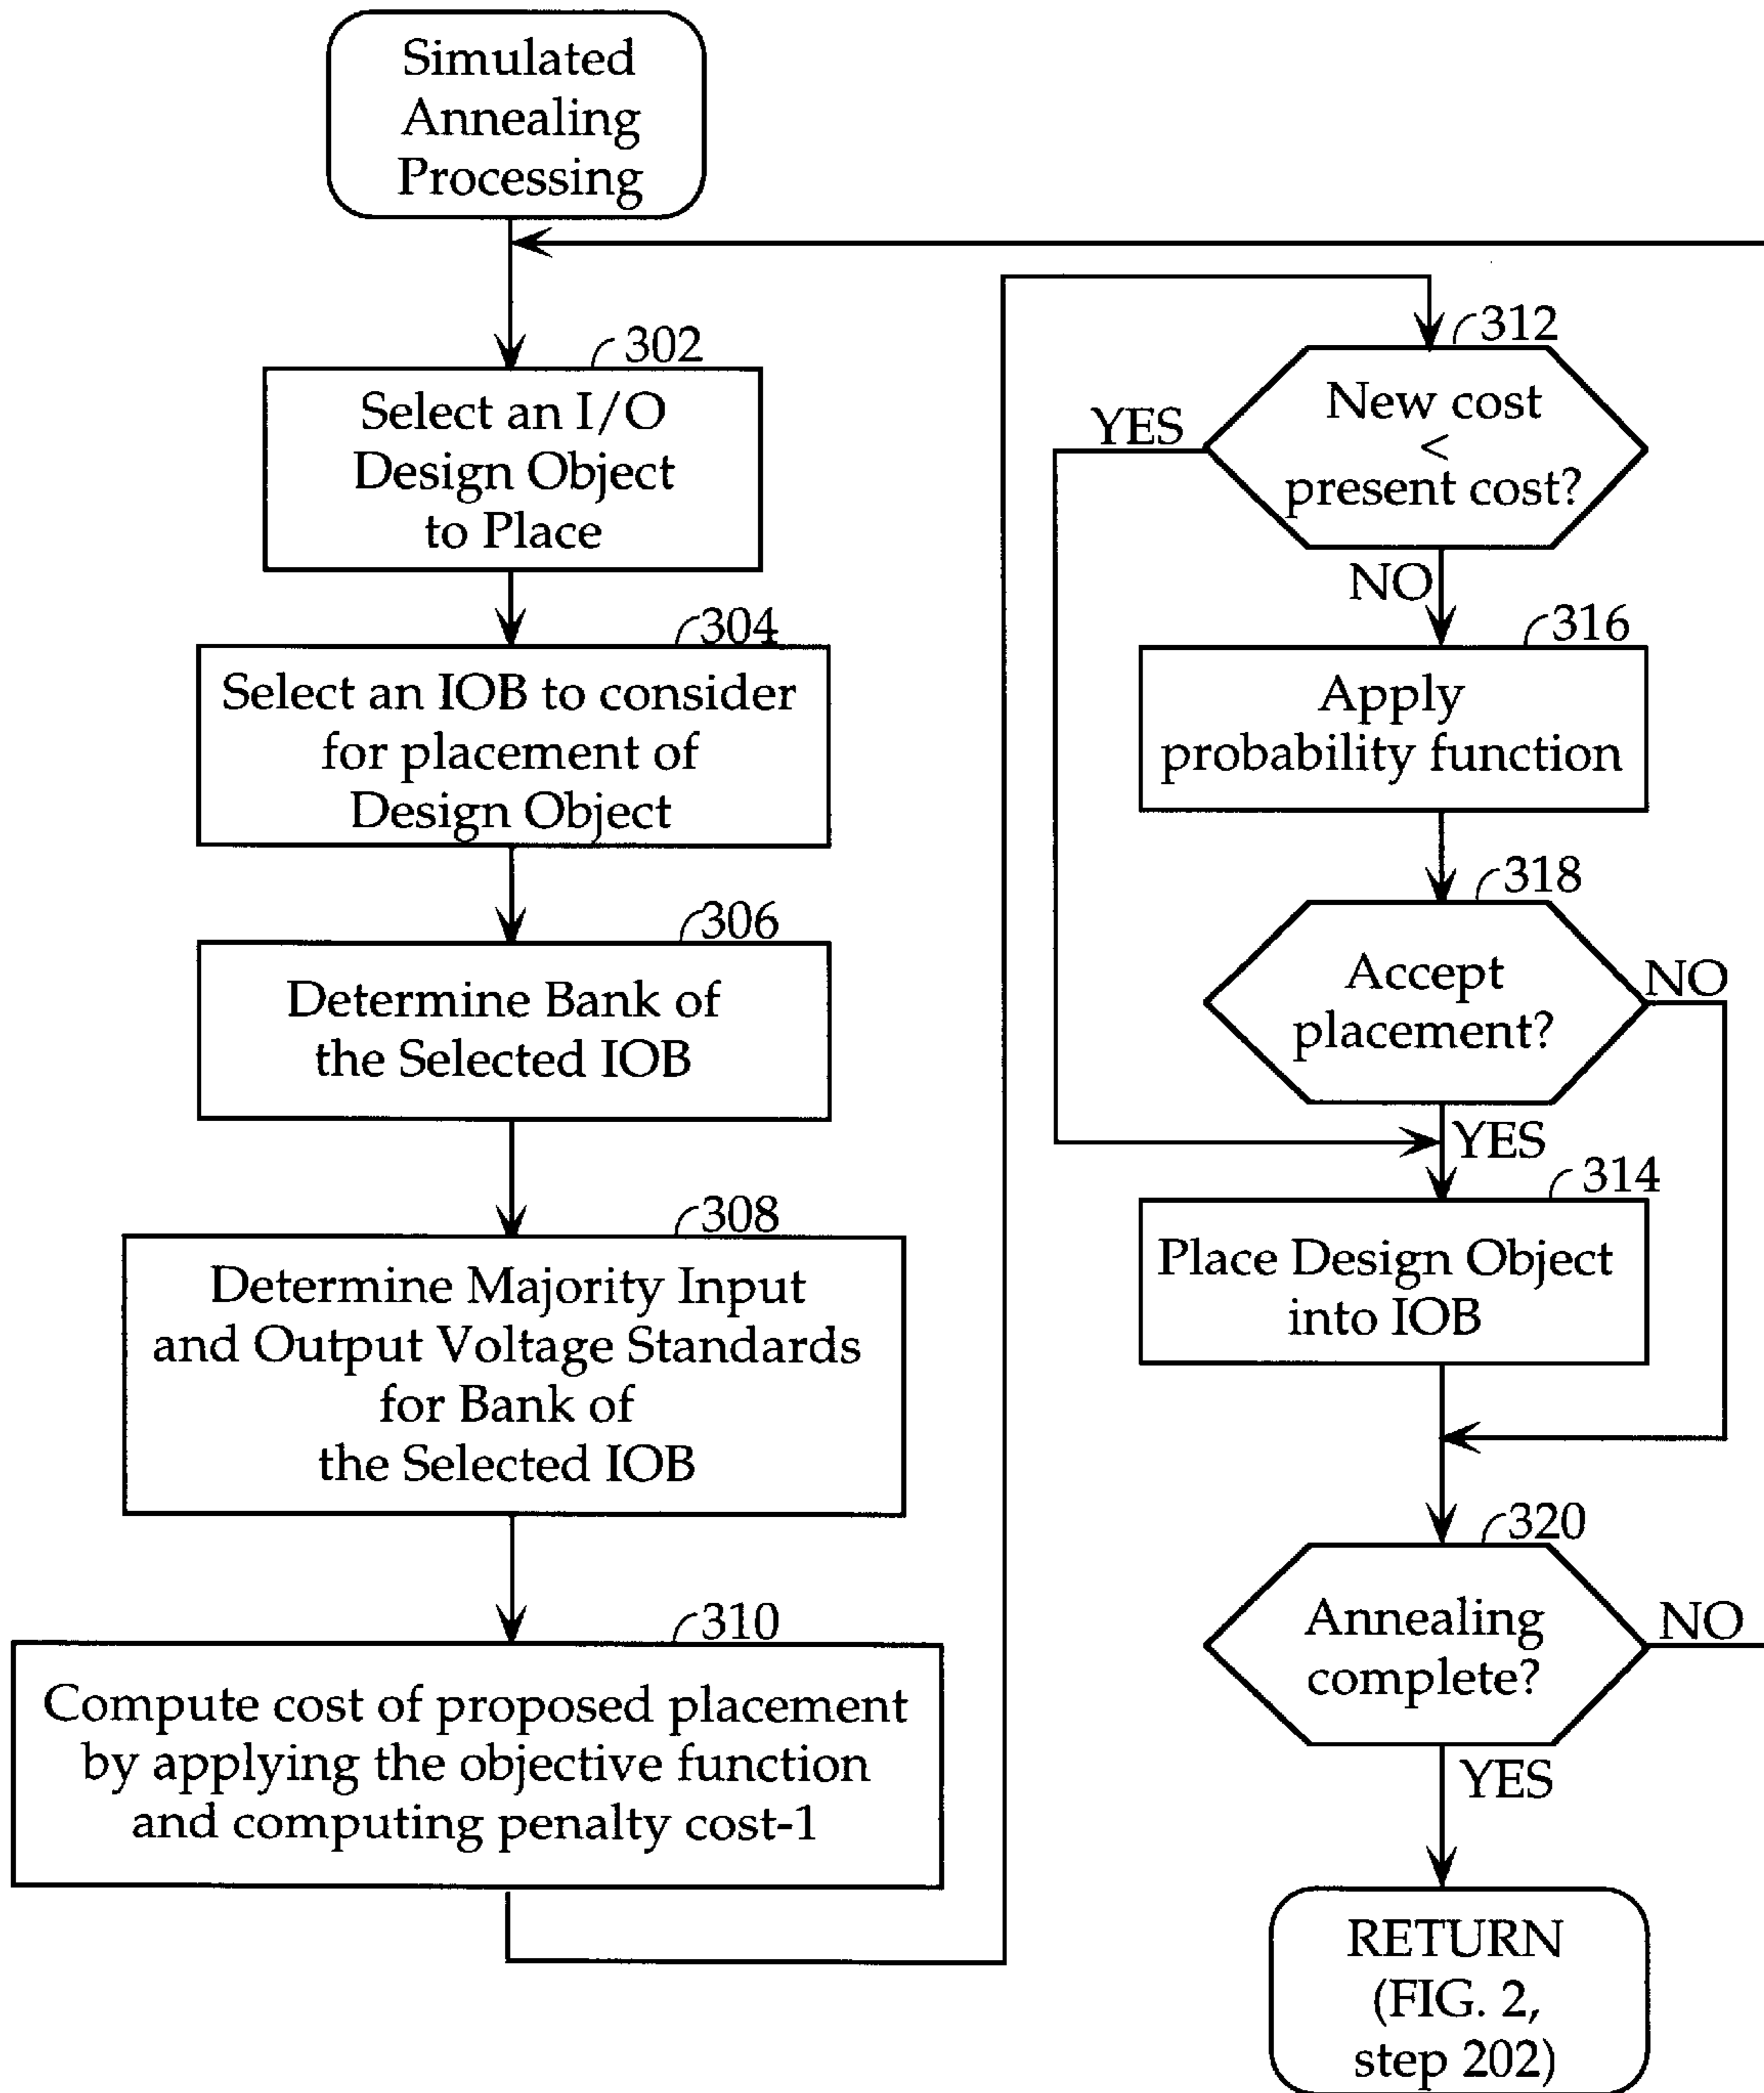 Simulated
Annealing
Processing
302
Select an I/O
Design Object
to Place
304
Select an IOB to consider
for placement of
Design Object
306
Determine Bank of
the Selected IOB
308
Determine Majority Input
and Output Voltage Standards
for Bank of
the Selected IOB
310
Compute cost of proposed placement
by applying the objective function
and computing penalty cost-1
312
New cost
<
present cost?
YES
NO
316
Apply
probability function
318
Accept
placement?
NO
YES
314
Place Design Object
into IOB
320
Annealing
complete?
NO
YES
RETURN
(FIG. 2,
step 202)